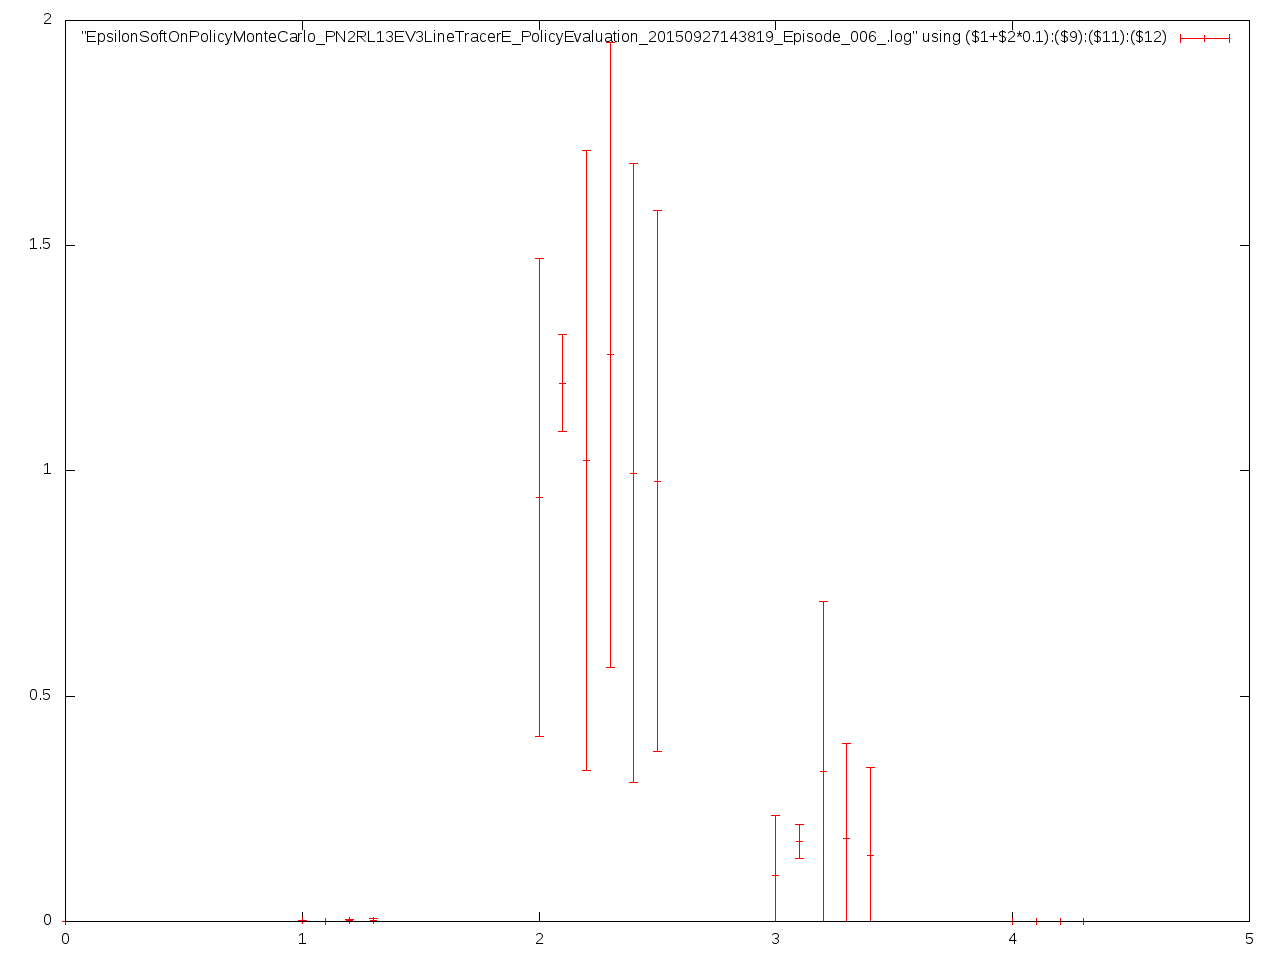 2
"EpsilonSoftOnPolicyMonteCarlo_PN2RL13EV3LineTracerE_PolicyEvaluation_20150927143819_Episode_006_.log" using ($1+$2*0.1):($9):($11):($12)
1.5
1
0.5
0
0 1 2 3 4 5